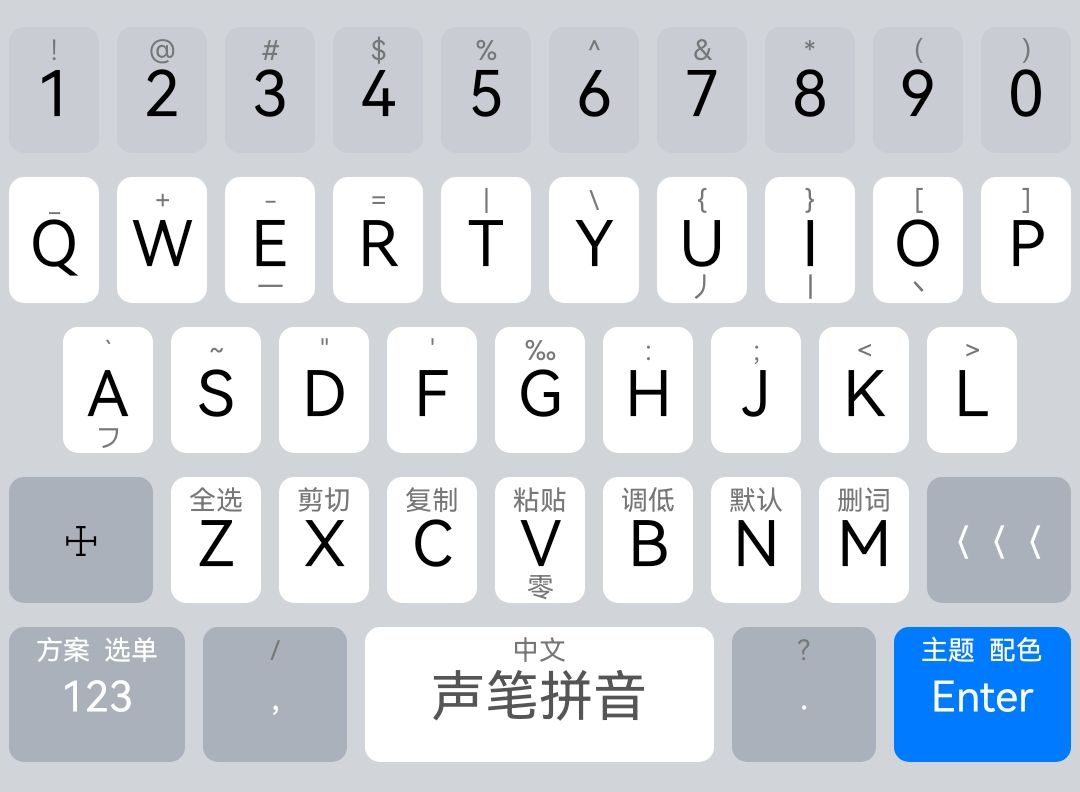 ! @ # $ % ^ & * ( )
1 2 3 4 5 6 7 8 9 0
_ + - = | \ { } [ ]
Q W E R T Y U I O P
一 丿 丨 丶
` ~ " ' ‰ : ; < >
A S D F G H J K L
フ
全选 剪切 复制 粘贴 调低 默认 删词
Z X C V B N M 〈〈〈
零
方案 选单 / 中文 ? 主题 配色
123 , 声笔拼音 . Enter